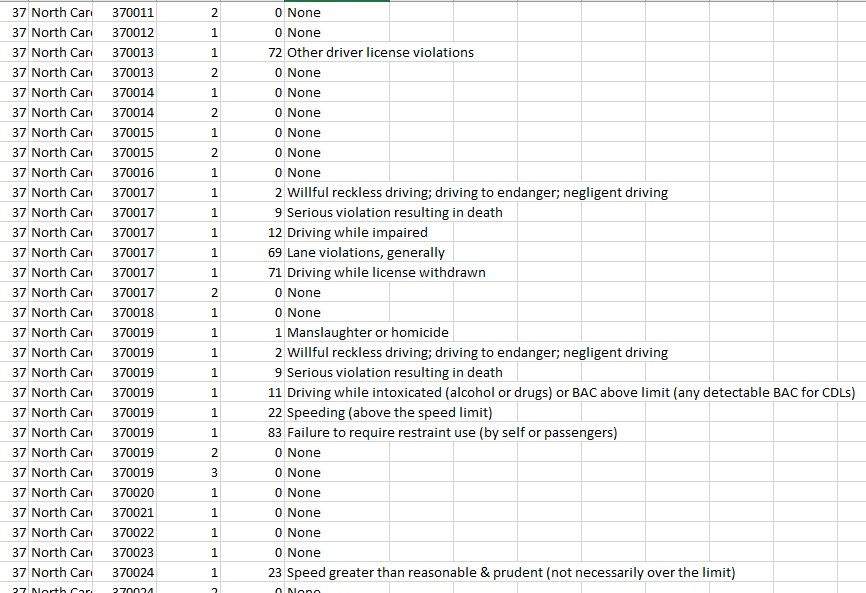 37 North Car 370011 2 0 None
37 North Car 370012 1 0 None
37 North Car 370013 1 72 Other driver license violations
37 North Car 370013 2 0 None
37 North Car 370014 1 0 None
37 North Car 370014 2 0 None
37 North Car 370015 1 0 None
37 North Car 370015 2 0 None
37 North Car 370016 1 0 None
37 North Car 370017 1 2 Willful reckless driving; driving to endanger; negligent driving
37 North Car 370017 1 9 Serious violation resulting in death
37 North Car 370017 1 12 Driving while impaired
37 North Car 370017 1 69 Lane violations, generally
37 North Car 370017 1 71 Driving while license withdrawn
37 North Car 370017 2 0 None
37 North Car 370018 1 0 None
37 North Car 370019 1 1 Manslaughter or homicide
37 North Car 370019 1 2 Willful reckless driving; driving to endanger; negligent driving
37 North Car 370019 1 9 Serious violation resulting in death
37 North Car 370019 1 11 Driving while intoxicated (alcohol or drugs) or BAC above limit (any detectable BAC for CDLs)
37 North Car 370019 1 22 Speeding (above the speed limit)
37 North Car 370019 1 83 Failure to require restraint use (by self or passengers)
37 North Car 370019 2 0 None
37 North Car 370019 3 0 None
37 North Car 370020 1 0 None
37 North Car 370021 1 0 None
37 North Car 370022 1 0 None
37 North Car 370023 1 0 None
37 North Car 370024 1 23 Speed greater than reasonable & prudent (not necessarily over the limit)
37 North Car 370024 2 0 None